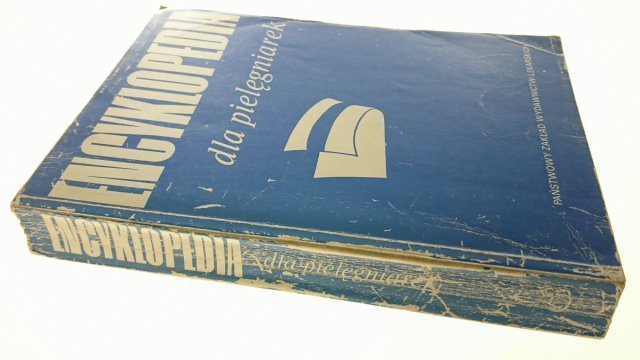 ENCYKLOPEDIA
dla pielęgniarek
PAŃSTWOWY ZAKŁAD WYDAWNICTW LEKARSKICH
ENCYKLOPEDIA
dla pielęgniarek